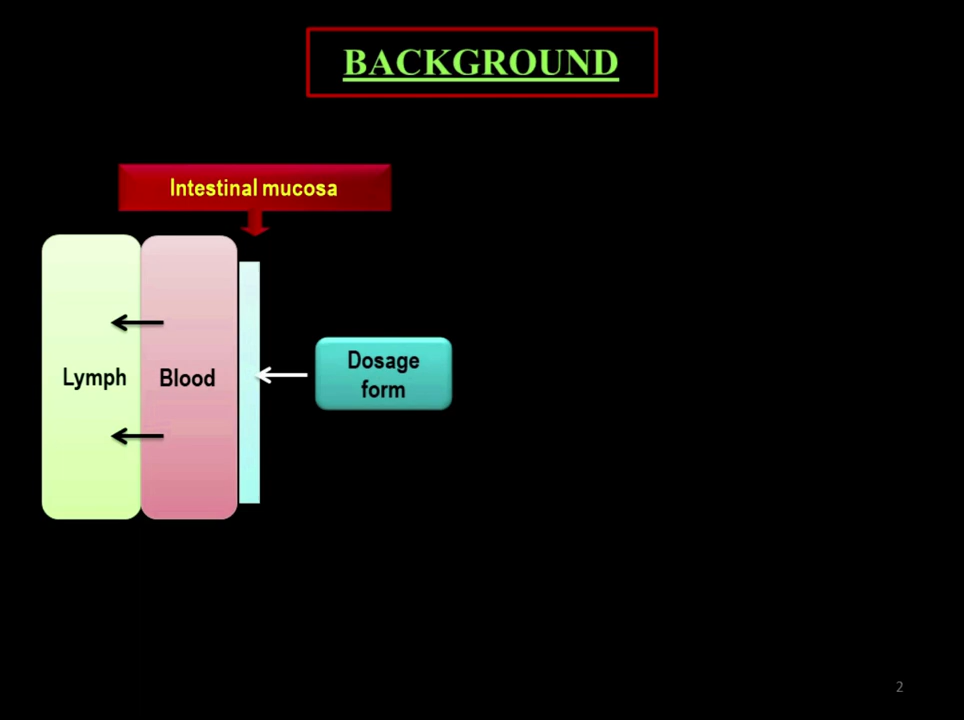 BACKGROUND
Intestinal mucosa
Lymph
Blood
Dosage
form
2